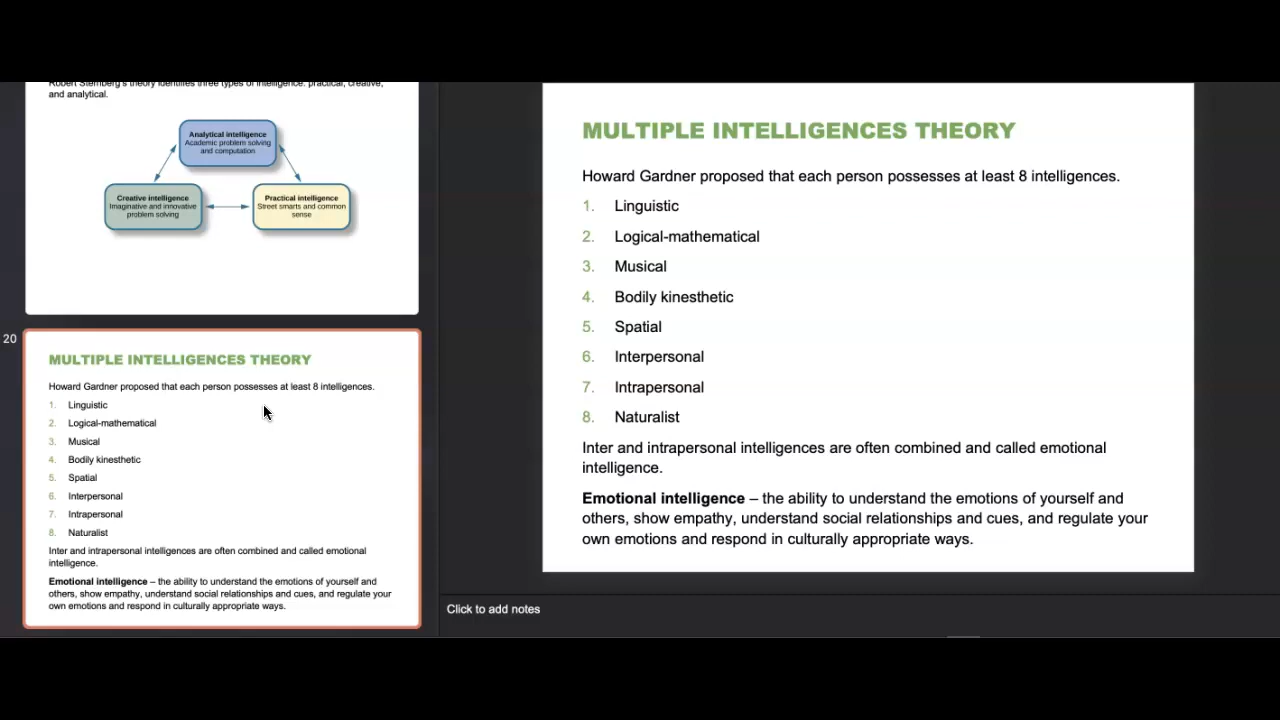 Robert Sternberg's theory identifies three types of intelligence: practical, creative,
and analytical.
Analytical intelligence
Academic problem solving
and computation
Creative intelligence
Imaginative and innovative
problem solving
Practical intelligence
Street smarts and common
sense
20
MULTIPLE INTELLIGENCES THEORY
Howard Gardner proposed that each person possesses at least 8 intelligences.
1. Linguistic
2. Logical-mathematical
3. Musical
4. Bodily kinesthetic
5. Spatial
6. Interpersonal
7. Intrapersonal
8. Naturalist
Inter and intrapersonal intelligences are often combined and called emotional
intelligence.
Emotional intelligence – the ability to understand the emotions of yourself and
others, show empathy, understand social relationships and cues, and regulate your
own emotions and respond in culturally appropriate ways.
MULTIPLE INTELLIGENCES THEORY
Howard Gardner proposed that each person possesses at least 8 intelligences.
1. Linguistic
2. Logical-mathematical
3. Musical
4. Bodily kinesthetic
5. Spatial
6. Interpersonal
7. Intrapersonal
8. Naturalist
Inter and intrapersonal intelligences are often combined and called emotional
intelligence.
Emotional intelligence – the ability to understand the emotions of yourself and
others, show empathy, understand social relationships and cues, and regulate your
own emotions and respond in culturally appropriate ways.
Click to add notes